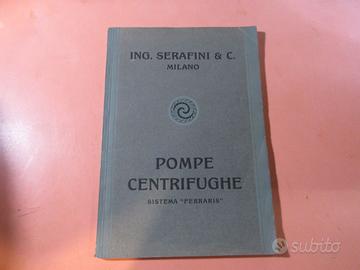 ING. SERAFINI & C.
MILANO
POMPE
CENTRIFUGHE
SISTEMA "FERRARIS"
subito